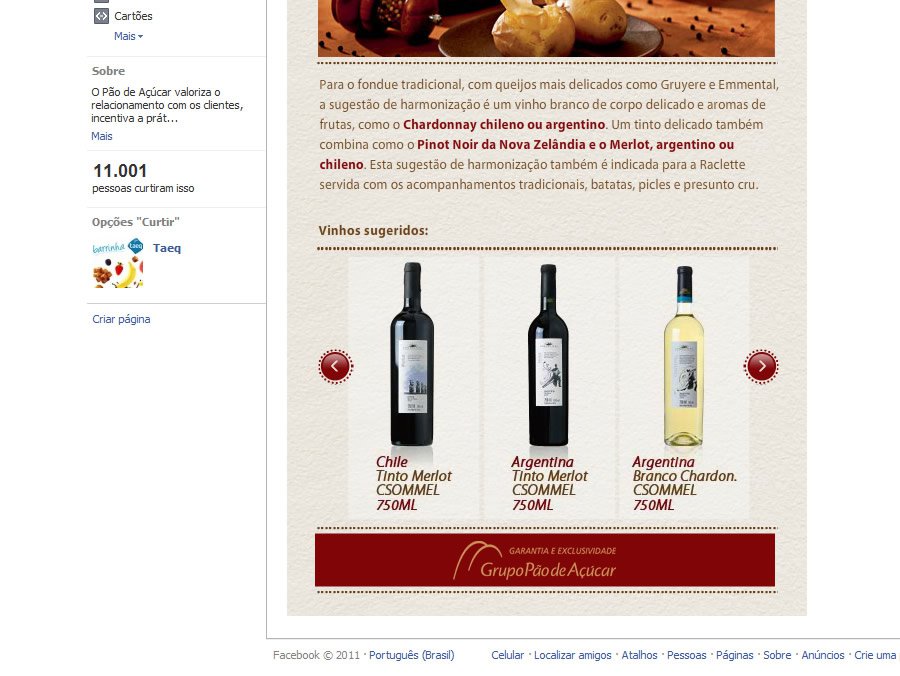 Cartões
Mais
Sobre
O Pão de Açúcar valoriza o
relacionamento com os clientes,
incentiva a prát...
Mais
11.001
pessoas curtiram isso
Opções "Curtir"
barrinha taeq
Taeq
Criar página
Para o fondue tradicional, com queijos mais delicados como Gruyere e Emmental,
a sugestão de harmonização é um vinho branco de corpo delicado e aromas de
frutas, como o Chardonnay chileno ou argentino. Um tinto delicado também
combina como o Pinot Noir da Nova Zelândia e o Merlot, argentino ou
chileno. Esta sugestão de harmonização também é indicada para a Raclette
servida com os acompanhamentos tradicionais, batatas, picles e presunto cru.
Vinhos sugeridos:
Chile
Tinto Merlot
CSOMMEL
750ML
Argentina
Tinto Merlot
CSOMMEL
750ML
Argentina
Branco Chardon.
CSOMMEL
750ML
GARANTIA E EXCLUSIVIDADE
GrupoPãodeAçúcar
Facebook © 2011 · Português (Brasil)
Celular · Localizar amigos · Atalhos · Pessoas · Páginas · Sobre · Anúncios · Crie uma